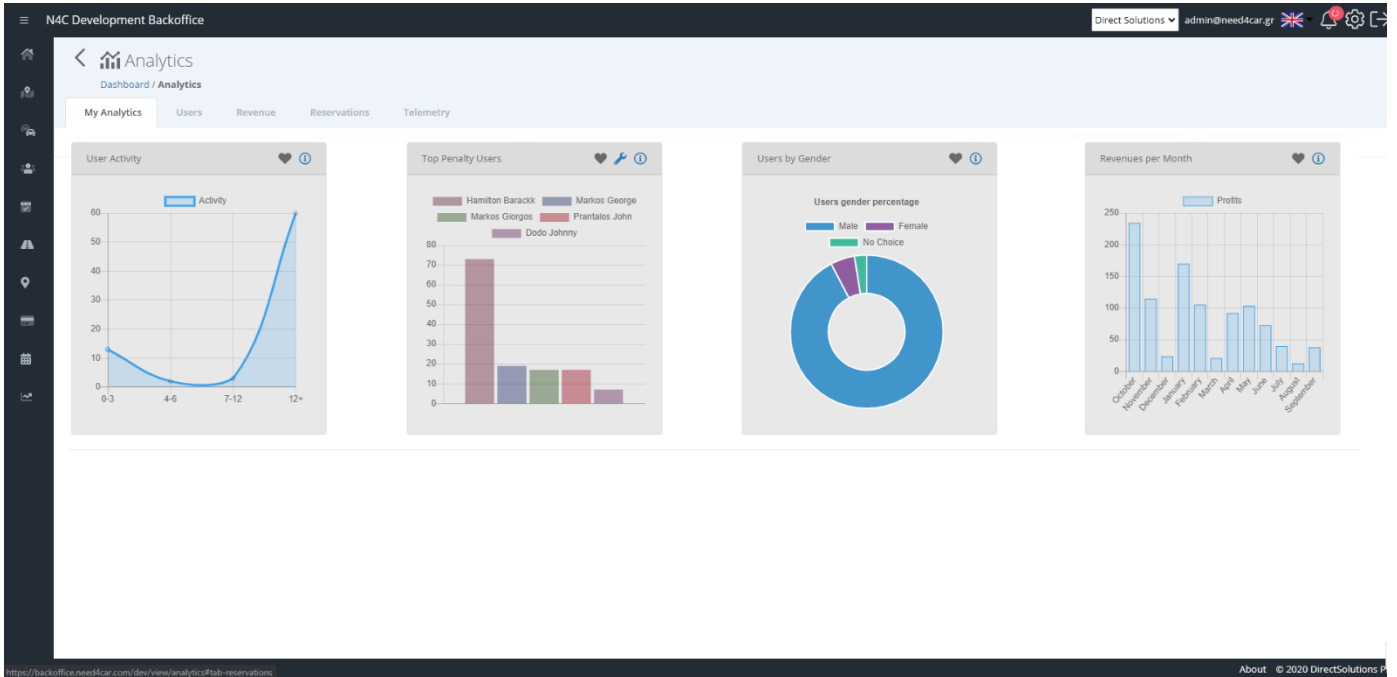 N4C Development Backoffice
Direct Solutions
admin@need4car.gr
Analytics
Dashboard / Analytics
My Analytics
Users
Revenue
Reservations
Telemetry
User Activity
Activity
60
50
40
30
20
10
0
0-3 4-6 7-12 12+
Top Penalty Users
Hamilton Barackk Markos George
Markos Giorgos Prantalos John
Dodo Johnny
80
70
60
50
40
30
20
10
0
Users by Gender
Users gender percentage
Male Female
No Choice
Revenues per Month
Profits
250
200
150
100
50
0
October November December January February March April May June July August September
https://backoffice.need4car.com/dev/view/analytics#tab-reservations
About © 2020 DirectSolutions P